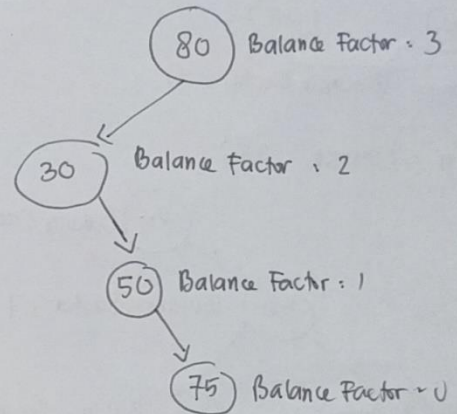 80 Balance Factor : 3
30 Balance Factor : 2
50 Balance Factor : 1
75 Balance Factor - 0